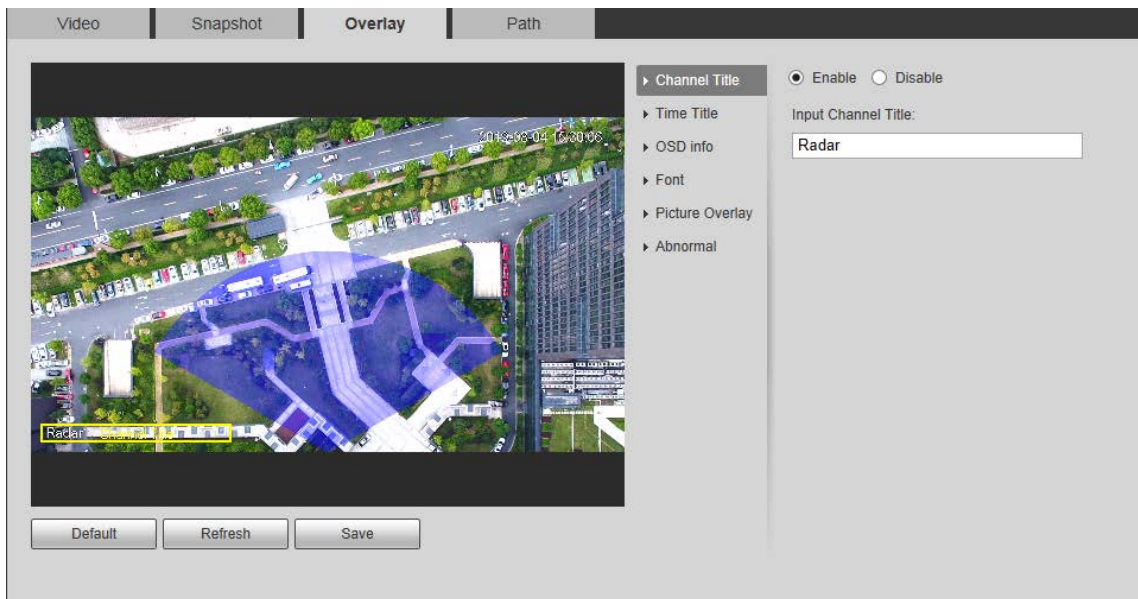 Video Snapshot Overlay Path
Channel Title
Time Title
OSD info
Font
Picture Overlay
Abnormal
Enable Disable
Input Channel Title:
Radar
Radar
Default Refresh Save